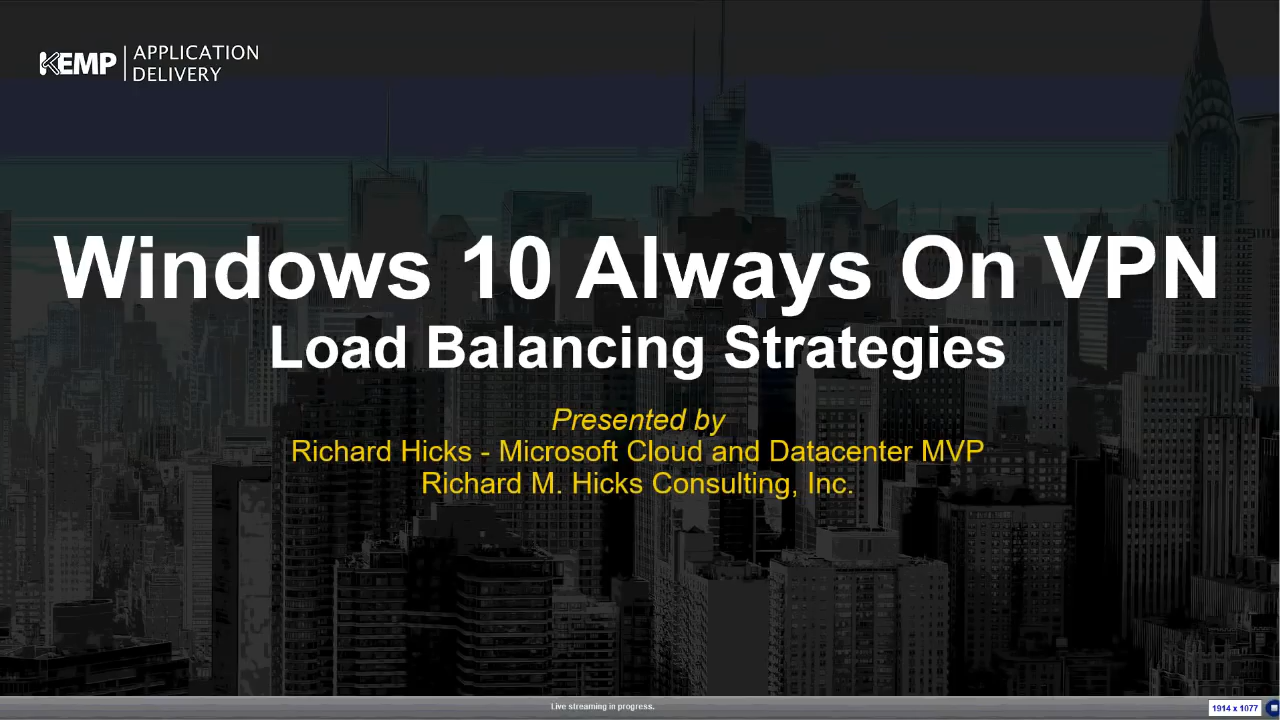 KEMP APPLICATION
DELIVERY
Windows 10 Always On VPN
Load Balancing Strategies
Presented by
Richard Hicks - Microsoft Cloud and Datacenter MVP
Richard M. Hicks Consulting, Inc.
Live streaming in progress.
1914 x 1077